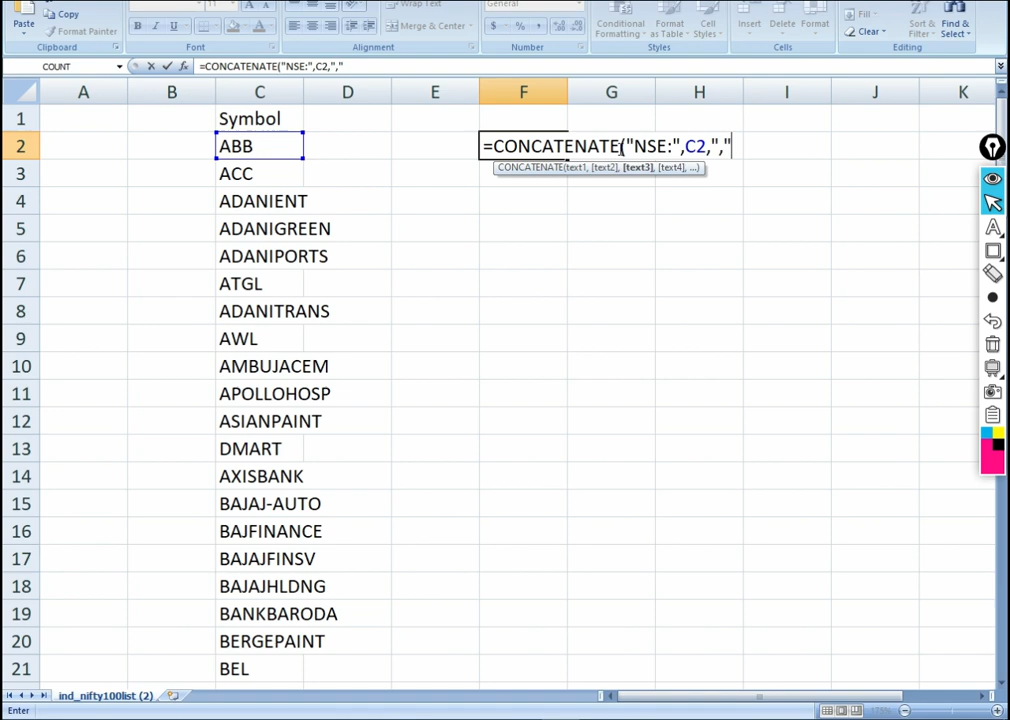 Wrap Text
General
Paste
Copy
Format Painter
B I U
Merge & Center
$ % ,
Conditional Formatting
Format as Table
Cell Styles
Insert
Delete
Format
Fill
Clear
Sort & Filter
Find & Select
Clipboard
Font
Alignment
Number
Styles
Cells
Editing
COUNT
fx
=CONCATENATE("NSE:",C2,","
A B C D E F G H I J K
1 Symbol
2 ABB =CONCATENATE("NSE:",C2,","
CONCATENATE(text1, [text2], [text3], [text4], ...)
3 ACC
4 ADANIENT
5 ADANIGREEN
6 ADANIPORTS
7 ATGL
8 ADANITRANS
9 AWL
10 AMBUJACEM
11 APOLLOHOSP
12 ASIANPAINT
13 DMART
14 AXISBANK
15 BAJAJ-AUTO
16 BAJFINANCE
17 BAJAJFINSV
18 BAJAJHLDNG
19 BANKBARODA
20 BERGEPAINT
21 BEL
ind_nifty100list (2)
Enter
175%